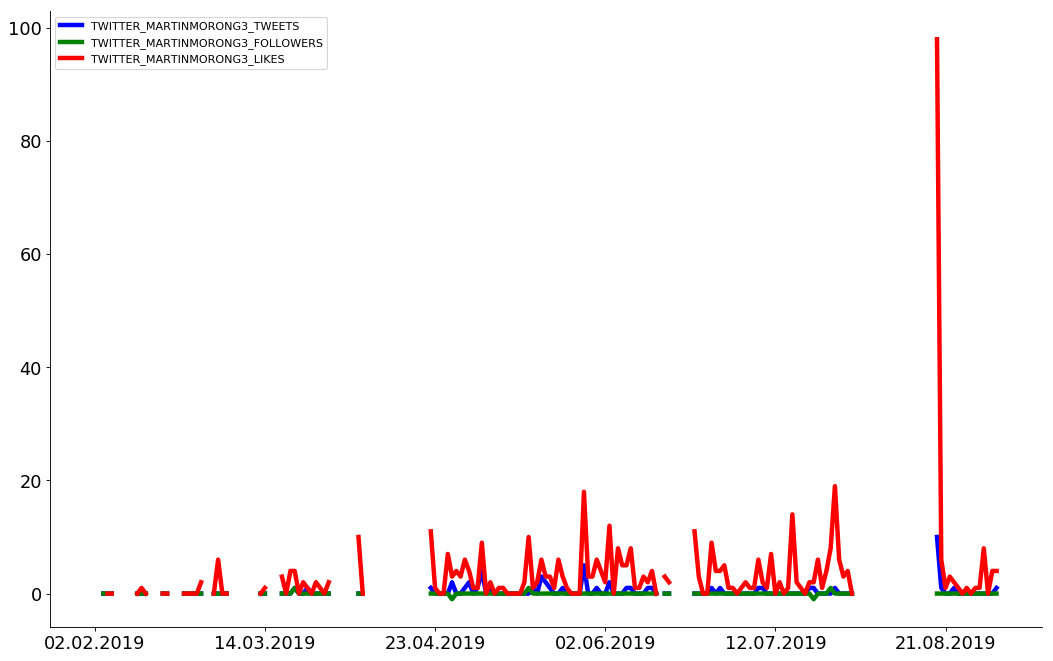 TWITTER_MARTINMORONG3_TWEETS
TWITTER_MARTINMORONG3_FOLLOWERS
TWITTER_MARTINMORONG3_LIKES
100
80
60
40
20
0
02.02.2019 14.03.2019 23.04.2019 02.06.2019 12.07.2019 21.08.2019